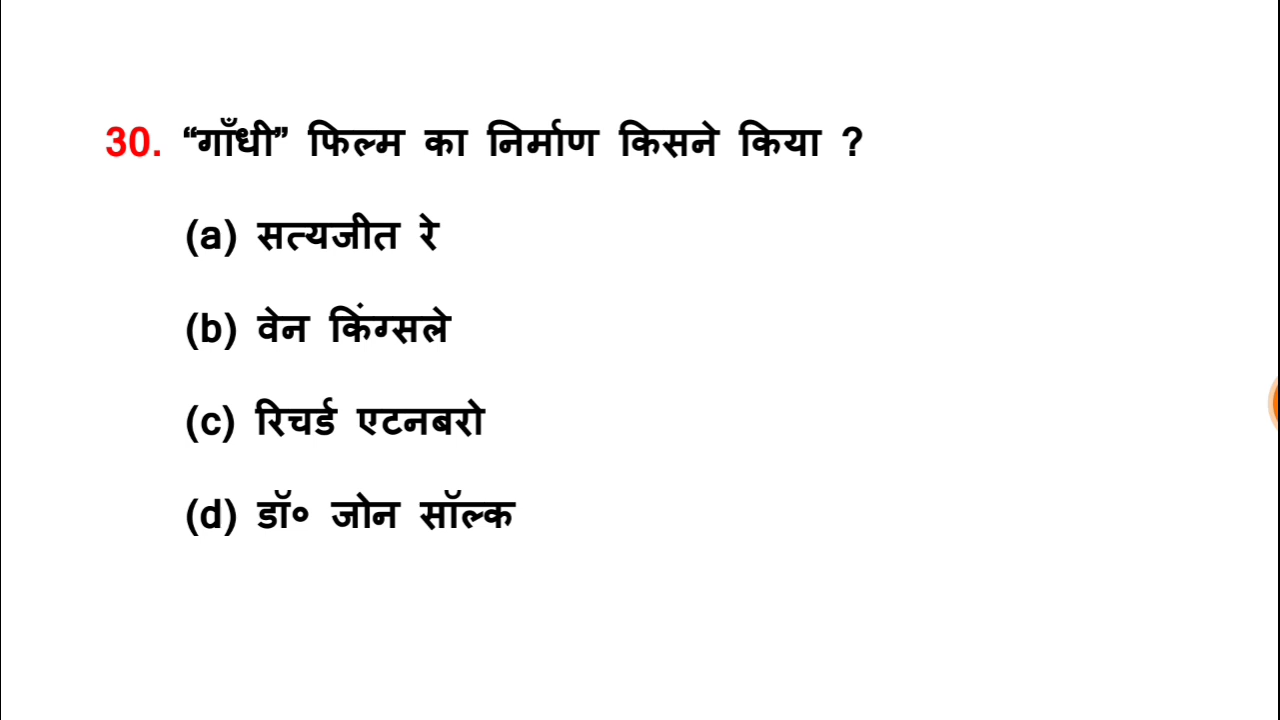 30. “गाँधी” फिल्म का निर्माण किसने किया ?
(a) सत्यजीत रे
(b) वेन किंग्सले
(c) रिचर्ड एटनबरो
(d) डॉ० जोन सॉल्क